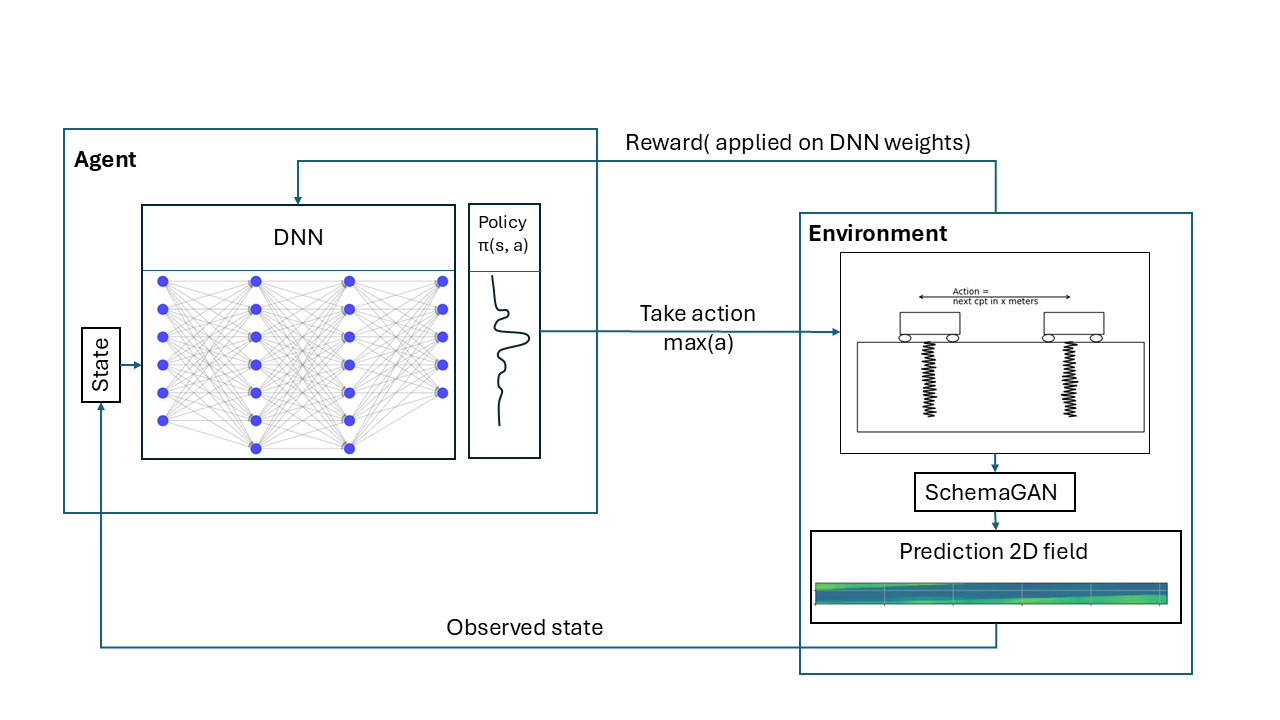 Reward( applied on DNN weights)
Agent
DNN
Policy
π(s, a)
State
Take action
max(a)
Environment
Action =
next cpt in x meters
SchemaGAN
Prediction 2D field
Observed state